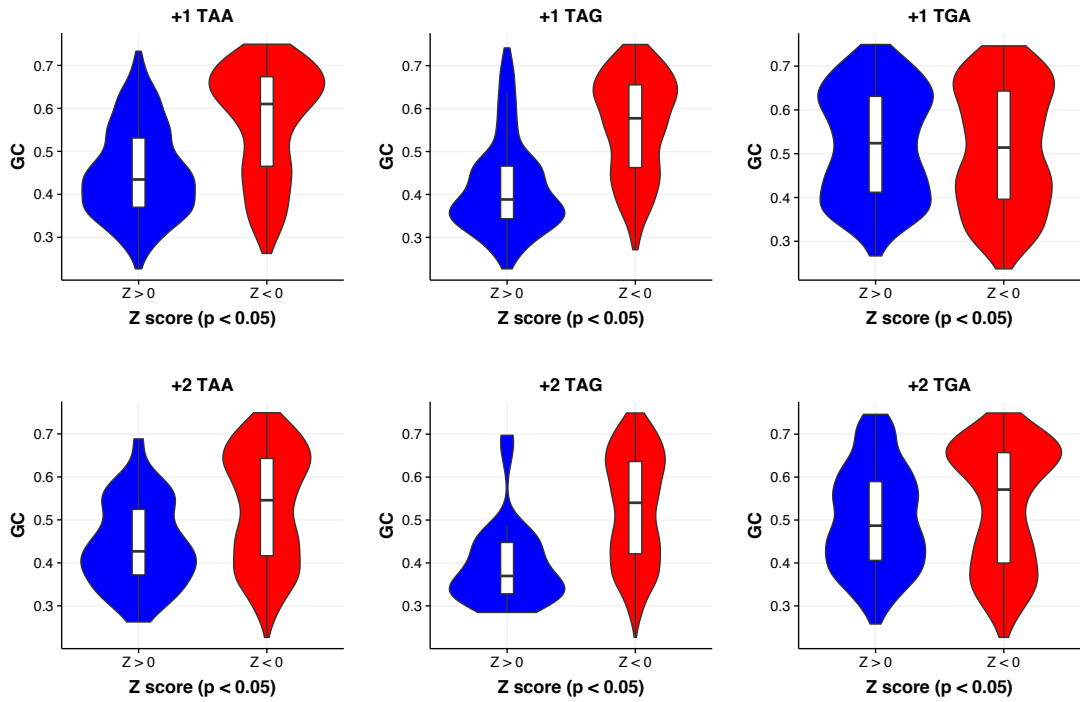 +1 TAA
GC
0.7
0.6
0.5
0.4
0.3
Z > 0
Z < 0
Z score (p < 0.05)
+1 TAG
GC
0.7
0.6
0.5
0.4
0.3
Z > 0
Z < 0
Z score (p < 0.05)
+1 TGA
GC
0.7
0.6
0.5
0.4
0.3
Z > 0
Z < 0
Z score (p < 0.05)
+2 TAA
GC
0.7
0.6
0.5
0.4
0.3
Z > 0
Z < 0
Z score (p < 0.05)
+2 TAG
GC
0.7
0.6
0.5
0.4
0.3
Z > 0
Z < 0
Z score (p < 0.05)
+2 TGA
GC
0.7
0.6
0.5
0.4
0.3
Z > 0
Z < 0
Z score (p < 0.05)